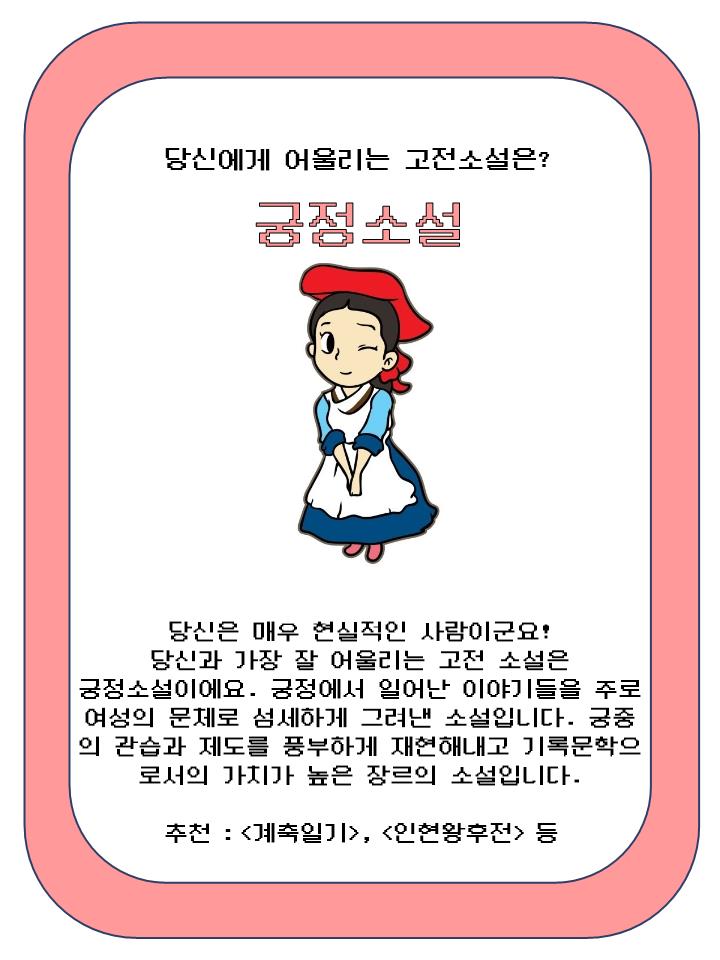 당신에게 어울리는 고전소설은?
궁정소설
당신은 매우 현실적인 사람이군요!
당신과 가장 잘 어울리는 고전 소설은
궁정소설이에요. 궁정에서 일어난 이야기들을 주로
여성의 문체로 섬세하게 그려낸 소설입니다. 궁중
의 관습과 제도를 풍부하게 재현해내고 기록문학으
로서의 가치가 높은 장르의 소설입니다.
추천 : <계축일기>, <인현왕후전> 등